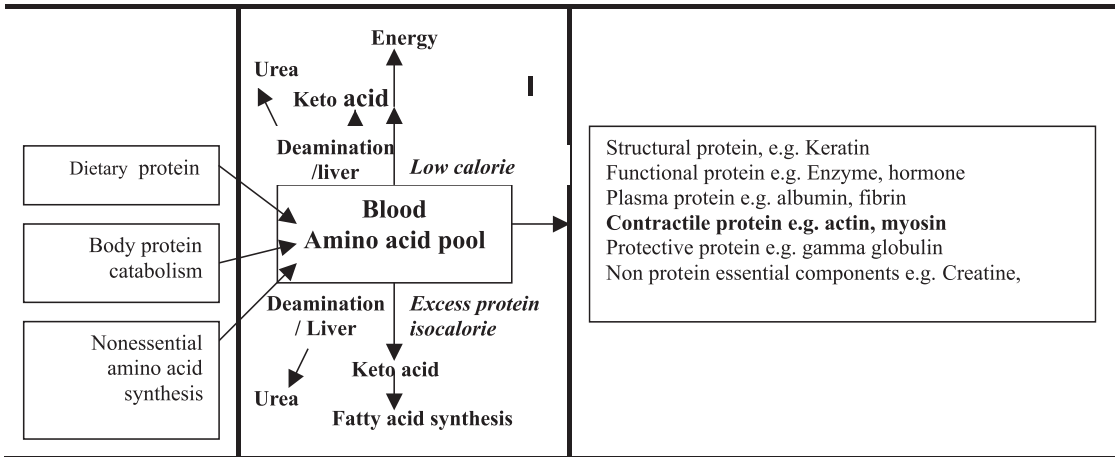 Dietary protein
Body protein
catabolism
Nonessential
amino acid
synthesis
Energy
Urea
Keto acid
Deamination
/liver
Low calorie
Blood
Amino acid pool
Deamination
/ Liver
Excess protein
isocalorie
Keto acid
Urea
Fatty acid synthesis
I
Structural protein, e.g. Keratin
Functional protein e.g. Enzyme, hormone
Plasma protein e.g. albumin, fibrin
Contractile protein e.g. actin, myosin
Protective protein e.g. gamma globulin
Non protein essential components e.g. Creatine,